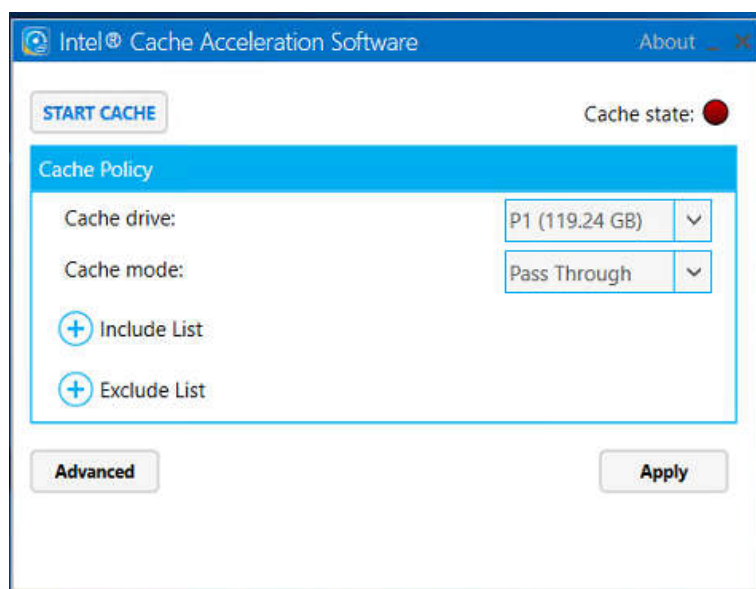 Intel® Cache Acceleration Software About
START CACHE Cache state:
Cache Policy
Cache drive: P1 (119.24 GB)
Cache mode: Pass Through
Include List
Exclude List
Advanced Apply